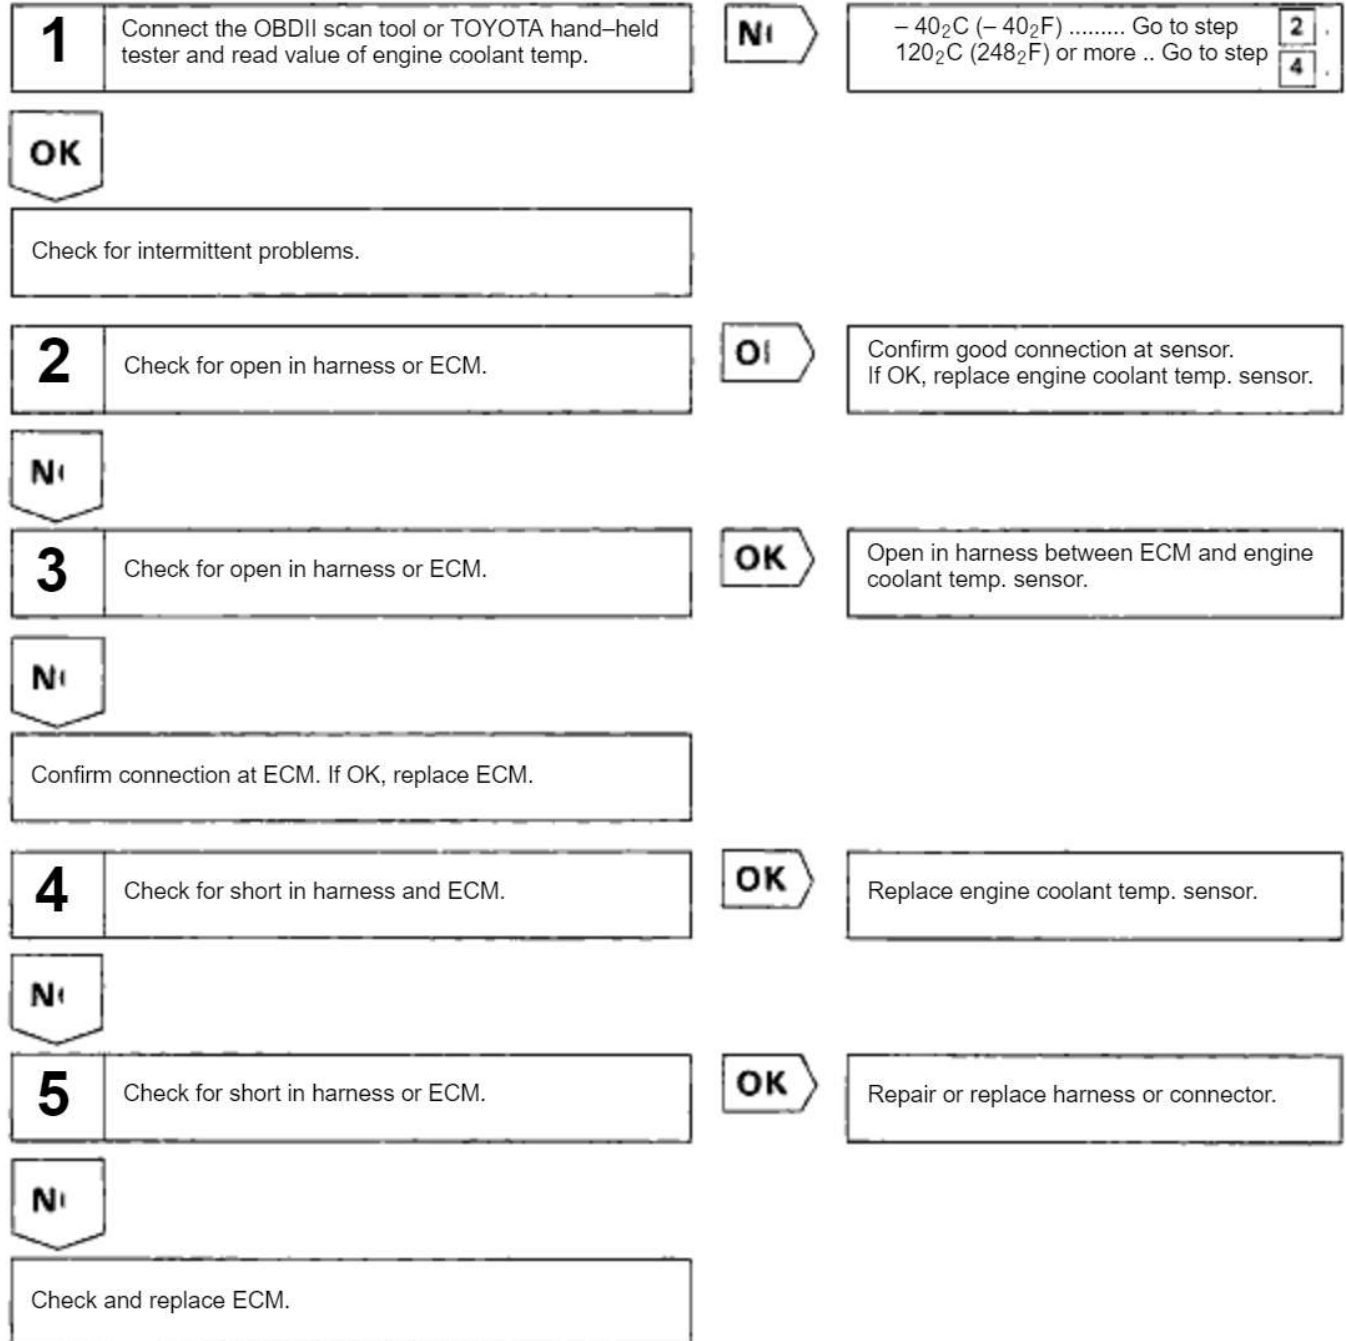 1
Connect the OBDII scan tool or TOYOTA hand–held
tester and read value of engine coolant temp.
– 40₂C (– 40₂F) ......... Go to step 2 .
120₂C (248₂F) or more .. Go to step 4 .
OK
Check for intermittent problems.
2
Check for open in harness or ECM.
Confirm good connection at sensor.
If OK, replace engine coolant temp. sensor.
3
Check for open in harness or ECM.
OK
Open in harness between ECM and engine
coolant temp. sensor.
Confirm connection at ECM. If OK, replace ECM.
4
Check for short in harness and ECM.
OK
Replace engine coolant temp. sensor.
5
Check for short in harness or ECM.
OK
Repair or replace harness or connector.
Check and replace ECM.